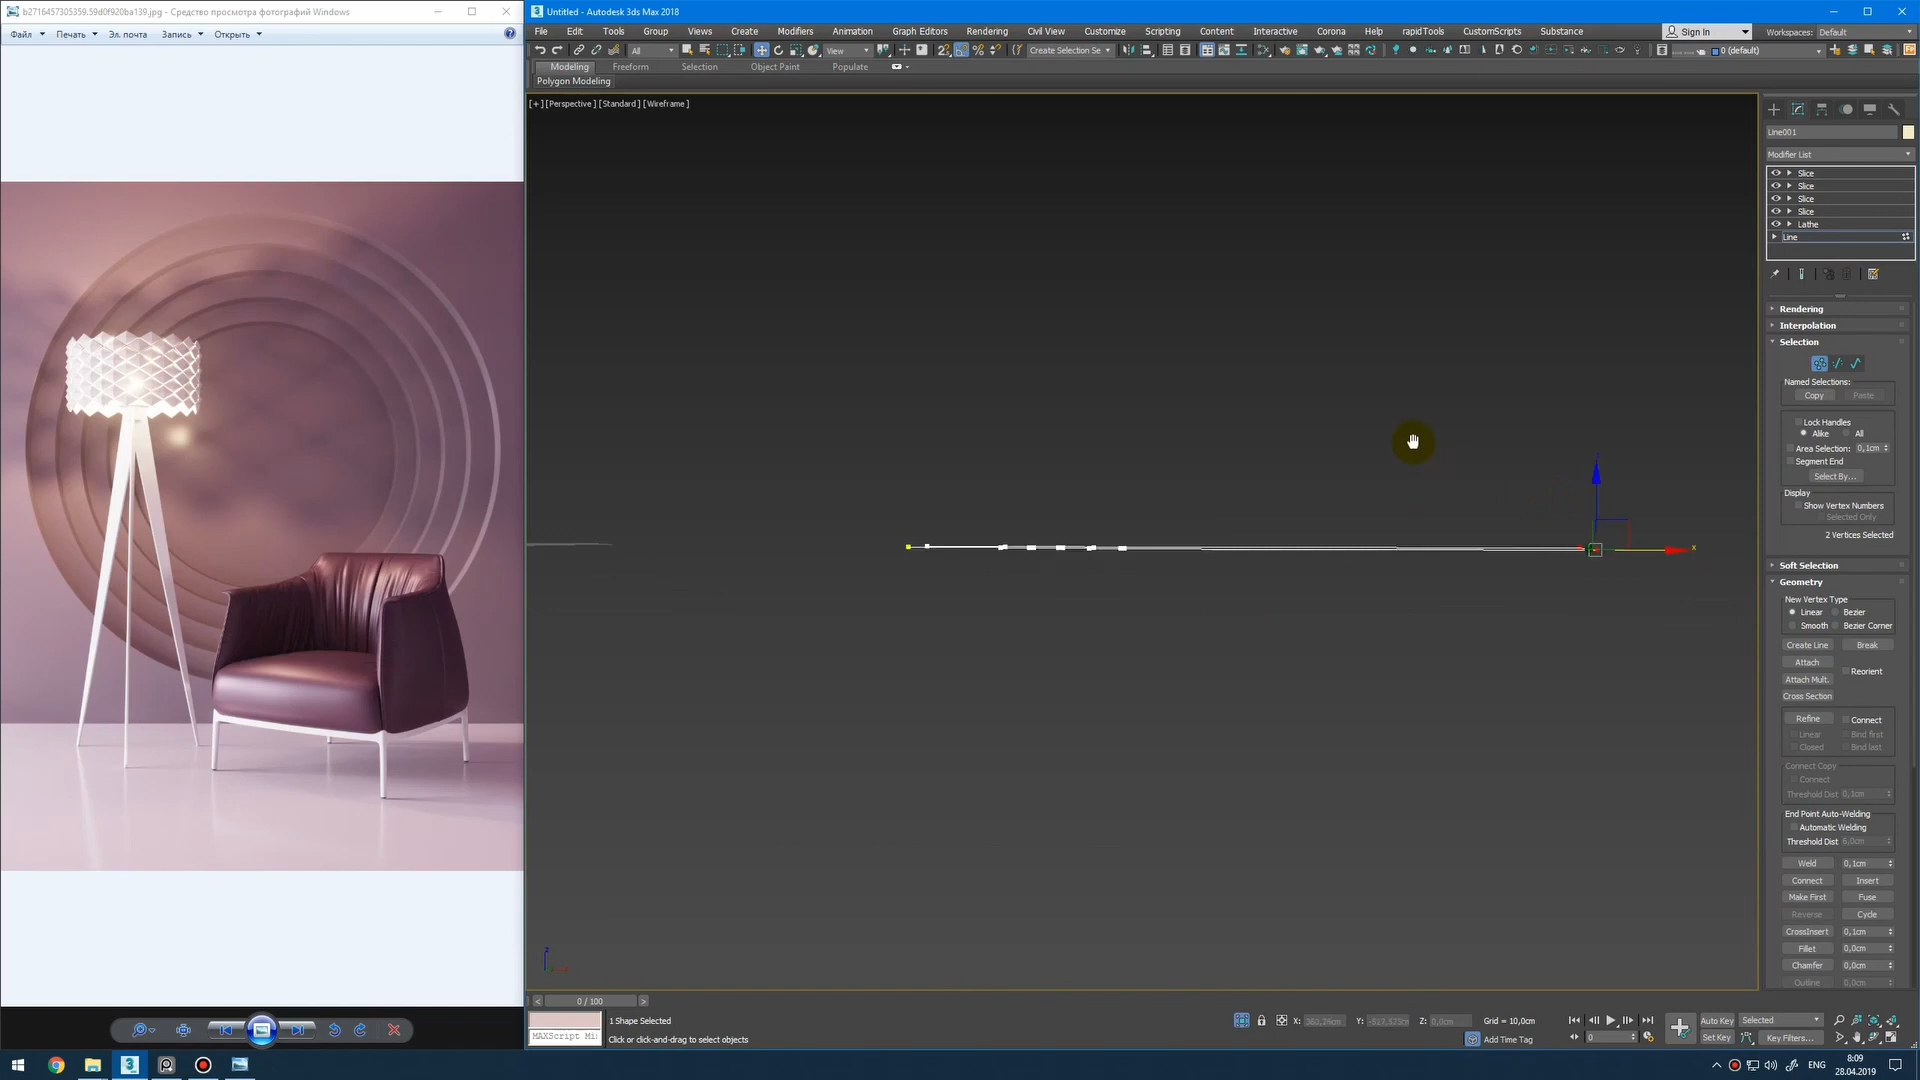 b2716457305359.59d0f920ba139.jpg - Средство просмотра фотографий Windows
Файл Печать Эл. почта Запись Открыть
Untitled - Autodesk 3ds Max 2018
File Edit Tools Group Views Create Modifiers Animation Graph Editors Rendering Civil View Customize Scripting Content Interactive Corona Help rapidTools CustomScripts Substance Sign In Workspaces: Default
All View Create Selection Se 0 (default)
Modeling Freeform Selection Object Paint Populate
Polygon Modeling
[+] [Perspective ] [Standard ] [Wireframe ]
Line001
Modifier List
Slice
Slice
Slice
Slice
Lathe
Line
Rendering
Interpolation
Selection
Named Selections:
Copy Paste
Lock Handles
Alike All
Area Selection: 0,1cm
Segment End
Select By...
Display
Show Vertex Numbers
Selected Only
2 Vertices Selected
Soft Selection
Geometry
New Vertex Type
Linear Bezier
Smooth Bezier Corner
Create Line Break
Attach
Reorient
Attach Mult.
Cross Section
Refine Connect
Linear Bind first
Closed Bind last
Connect Copy
Connect
Threshold Dist 0,1cm
End Point Auto-Welding
Automatic Welding
Threshold Dist 6,0cm
Weld 0,1cm
Connect Insert
Make First Fuse
Reverse Cycle
CrossInsert 0,1cm
Fillet 0,0cm
Chamfer 0,0cm
Outline 0,0cm
x
z
< 0 / 100 >
1 Shape Selected
MAXScript Mi
Click or click-and-drag to select objects
X: Y: Z: 0,0cm Grid = 10,0cm
Add Time Tag
0
Auto Key Selected
Set Key Key Filters...
ENG
8:09
28.04.2019